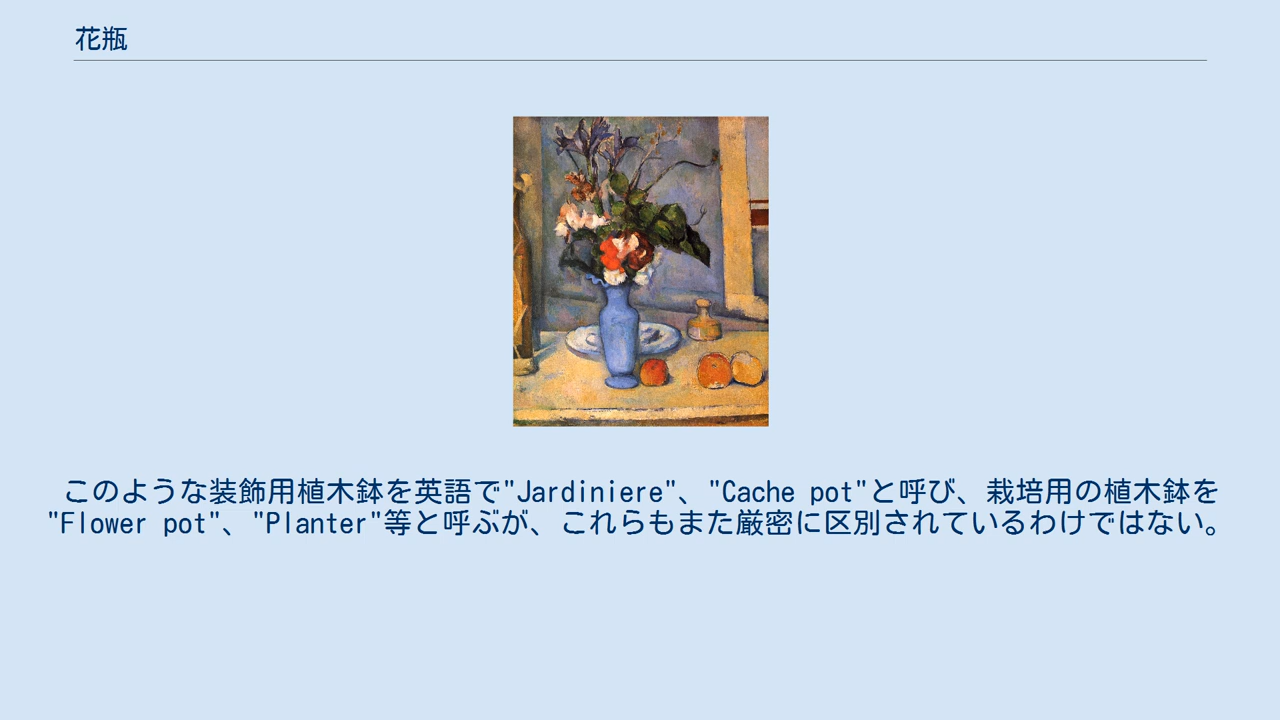 花瓶
このような装飾用植木鉢を英語で"Jardiniere"、"Cache pot"と呼び、栽培用の植木鉢を
"Flower pot"、"Planter"等と呼ぶが、これらもまた厳密に区別されているわけではない。